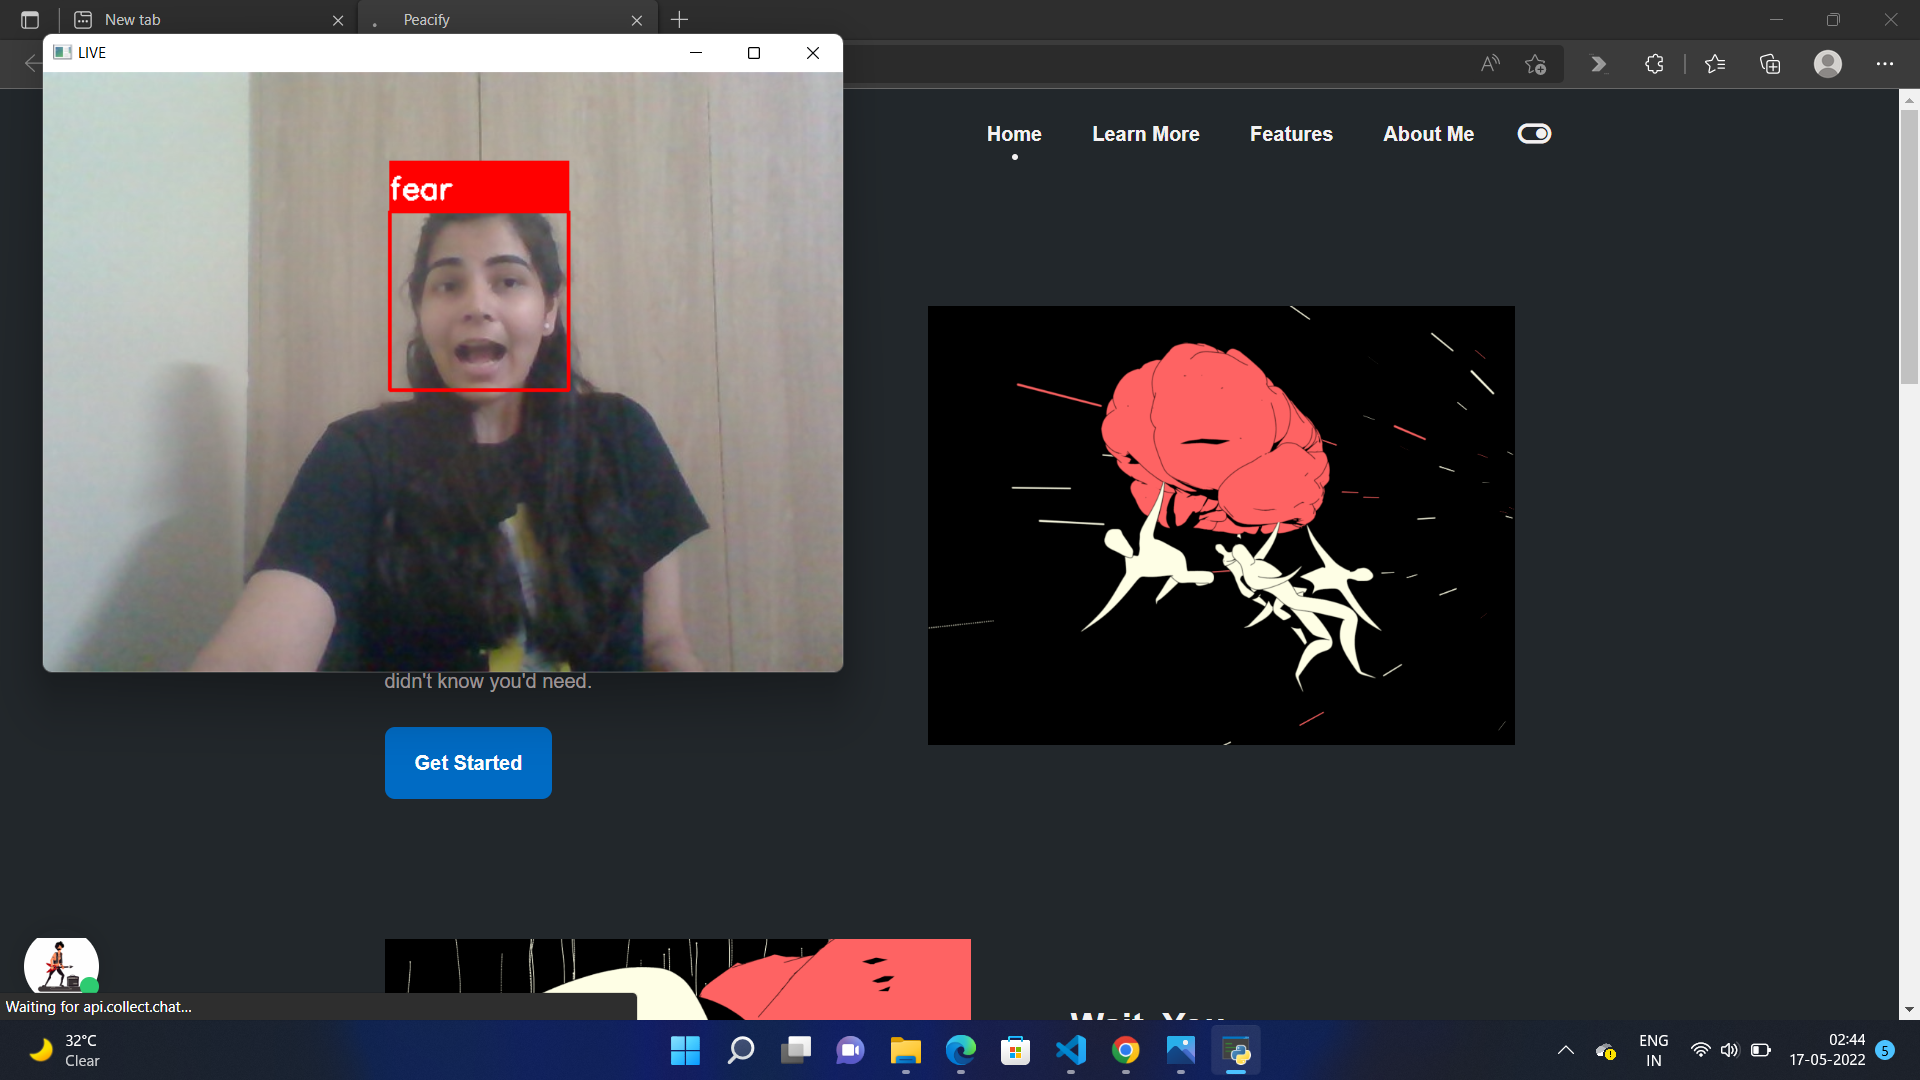 New tab
Peacify
LIVE
Home
Learn More
Features
About Me
fear
didn't know you'd need.
Get Started
Waiting for api.collect.chat...
32°C
Clear
ENG
IN
02:44
17-05-2022
5